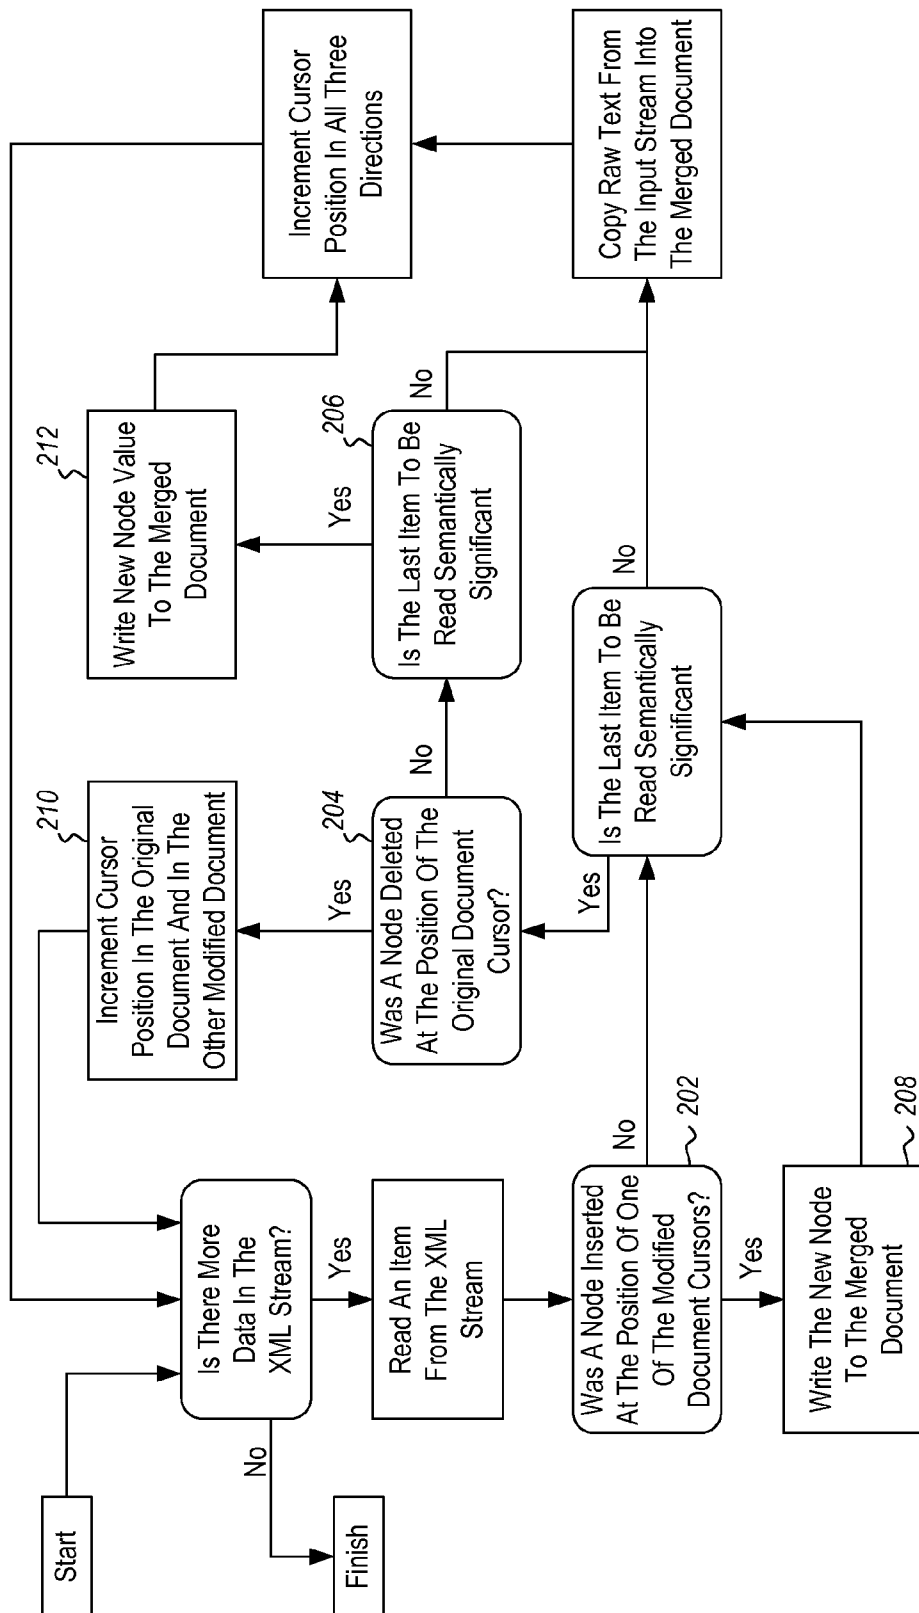 Start
Finish
Is There More
Data In The
XML Stream?
No
Yes
Read An Item
From The XML
Stream
Was A Node Inserted
At The Position Of One
Of The Modified
Document Cursors?
202
No
Yes
Write The New Node
To The Merged
Document
208
Increment Cursor
Position In The Original
Document And In The
Other Modified Document
210
Yes
Was A Node Deleted
At The Position Of The
Original Document
Cursor?
204
No
Yes
Is The Last Item To Be
Read Semantically
Significant
No
Write New Node Value
To The Merged
Document
212
Yes
Is The Last Item To Be
Read Semantically
Significant
206
No
Increment Cursor
Position In All Three
Directions
Copy Raw Text From
The Input Stream Into
The Merged Document